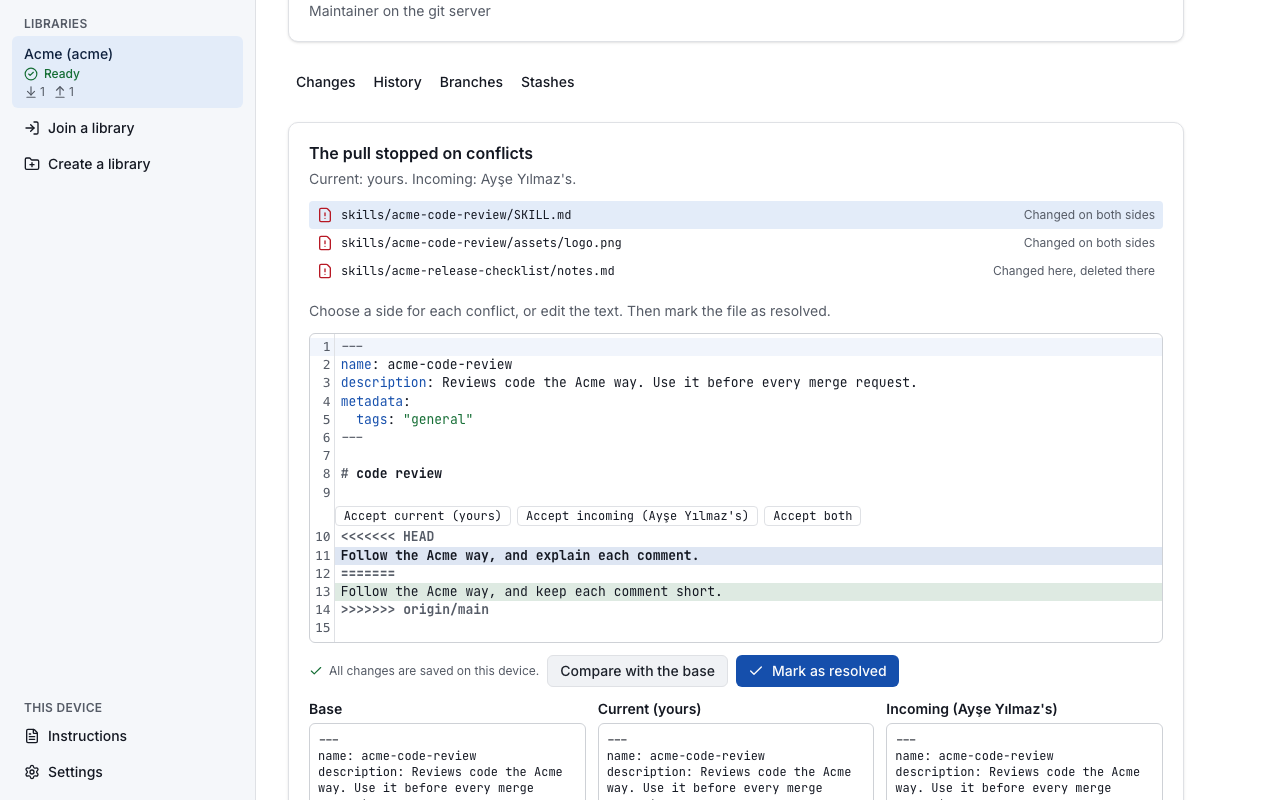 LIBRARIES
Acme (acme)
Ready
1 1
Join a library
Create a library
THIS DEVICE
Instructions
Settings
Maintainer on the git server
Changes History Branches Stashes
The pull stopped on conflicts
Current: yours. Incoming: Ayşe Yılmaz's.
skills/acme-code-review/SKILL.md Changed on both sides
skills/acme-code-review/assets/logo.png Changed on both sides
skills/acme-release-checklist/notes.md Changed here, deleted there
Choose a side for each conflict, or edit the text. Then mark the file as resolved.
1 ---
2 name: acme-code-review
3 description: Reviews code the Acme way. Use it before every merge request.
4 metadata:
5 tags: "general"
6 ---
7
8 # code review
9
Accept current (yours) Accept incoming (Ayşe Yılmaz's) Accept both
10 <<<<<<< HEAD
11 Follow the Acme way, and explain each comment.
12 =======
13 Follow the Acme way, and keep each comment short.
14 >>>>>>> origin/main
15
All changes are saved on this device. Compare with the base Mark as resolved
Base
---
name: acme-code-review
description: Reviews code the Acme
way. Use it before every merge
Current (yours)
---
name: acme-code-review
description: Reviews code the Acme
way. Use it before every merge
Incoming (Ayşe Yılmaz's)
---
name: acme-code-review
description: Reviews code the Acme
way. Use it before every merge